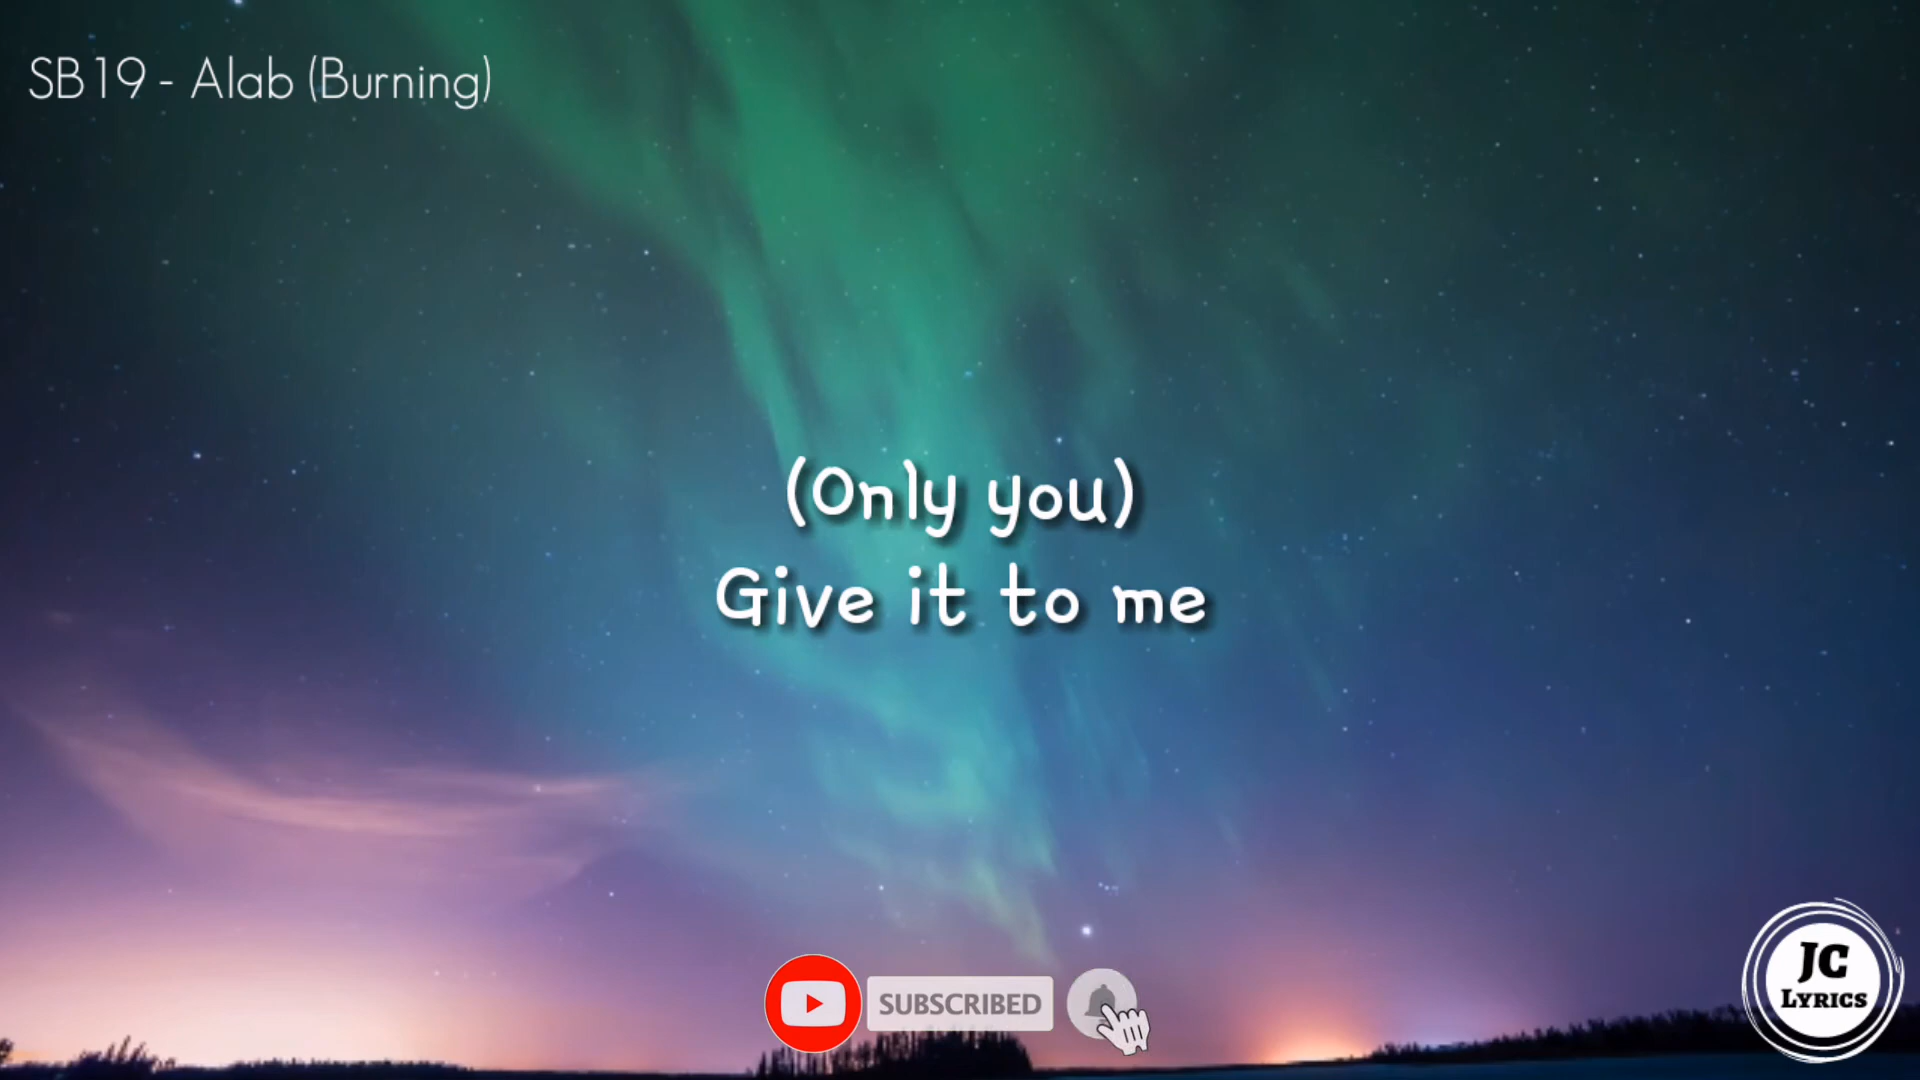 SB19 - Alab (Burning)
(Only you)
Give it to me
SUBSCRIBED
JC
LYRICS